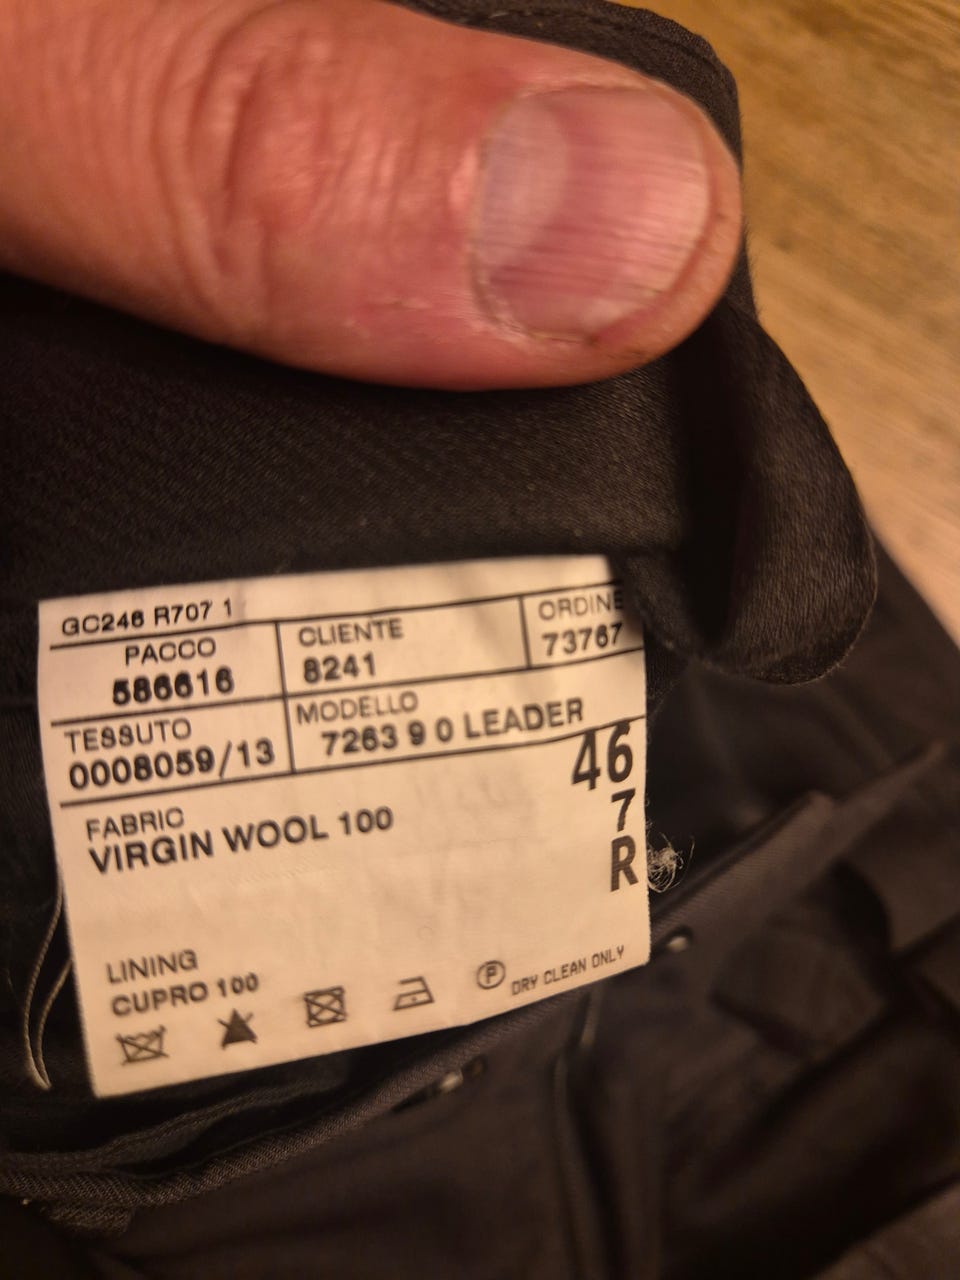 GC246 R707 1
PACCO
586616
CLIENTE
8241
ORDINE
73767
TESSUTO
0008059/13
MODELLO
7263 9 0 LEADER
46
7
R
FABRIC
VIRGIN WOOL 100
LINING
CUPRO 100
P
DRY CLEAN ONLY